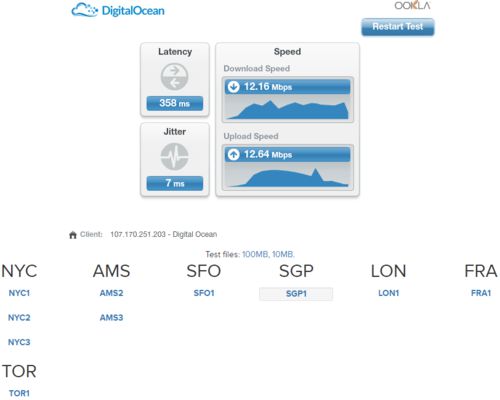 DigitalOcean
OOKLA
Restart Test
Latency
358 ms
Jitter
7 ms
Speed
Download Speed
12.16 Mbps
Upload Speed
12.64 Mbps
Client: 107.170.251.203 - Digital Ocean
Test files: 100MB, 10MB.
NYC AMS SFO SGP LON FRA
NYC1 AMS2 SFO1 SGP1 LON1 FRA1
NYC2 AMS3
NYC3
TOR
TOR1